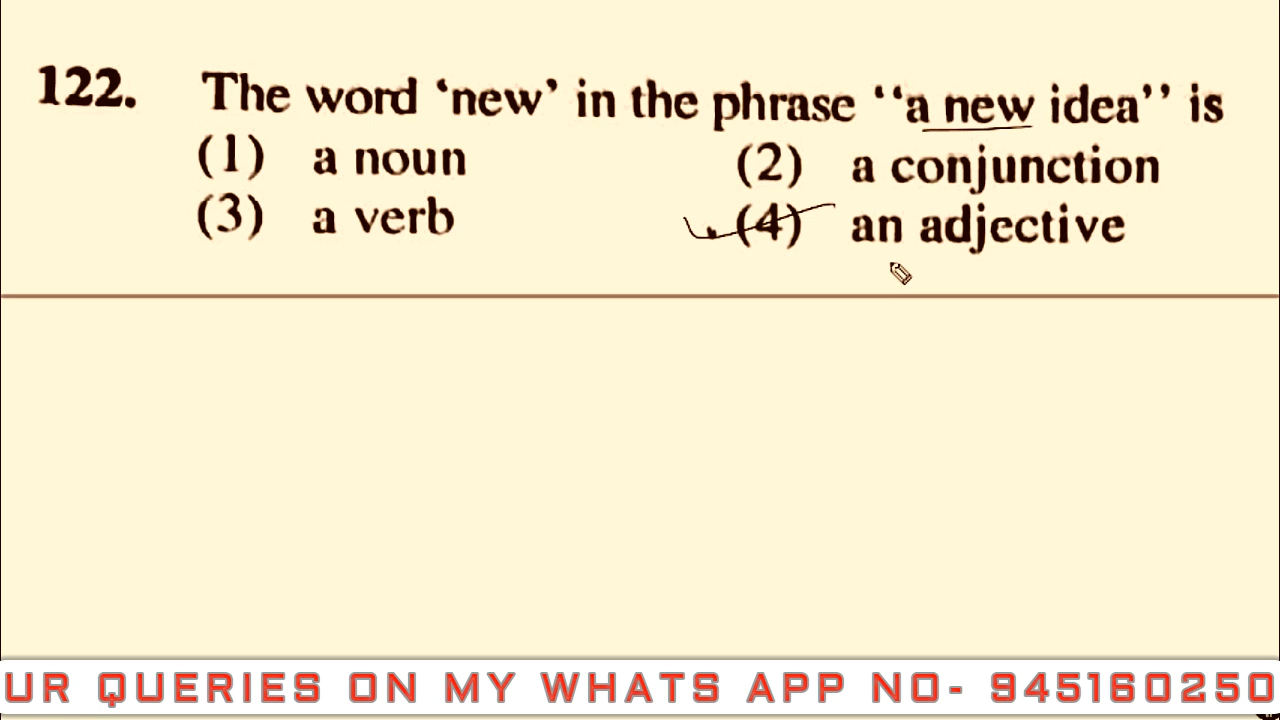 122. The word ‘new’ in the phrase ‘‘a new idea’’ is
(1) a noun (2) a conjunction
(3) a verb (4) an adjective
UR QUERIES ON MY WHATS APP NO- 945160250